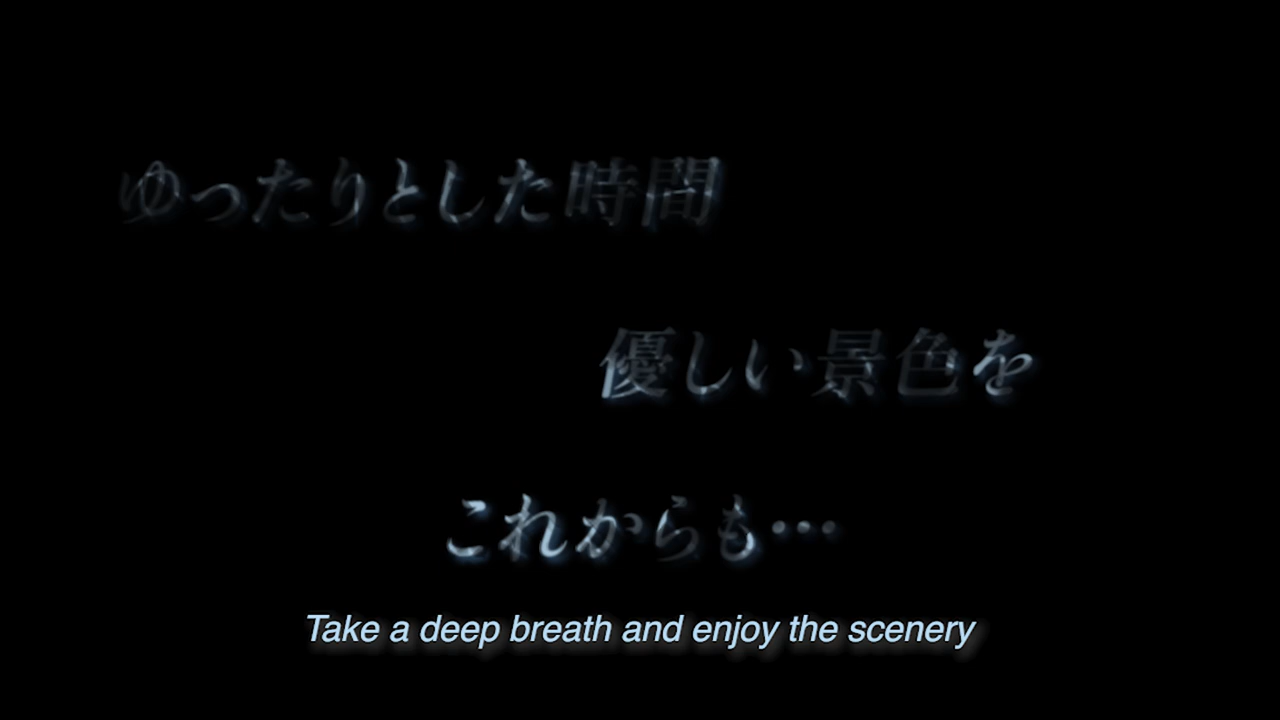 ゆったりとした時間
優しい景色を
これからも…
Take a deep breath and enjoy the scenery